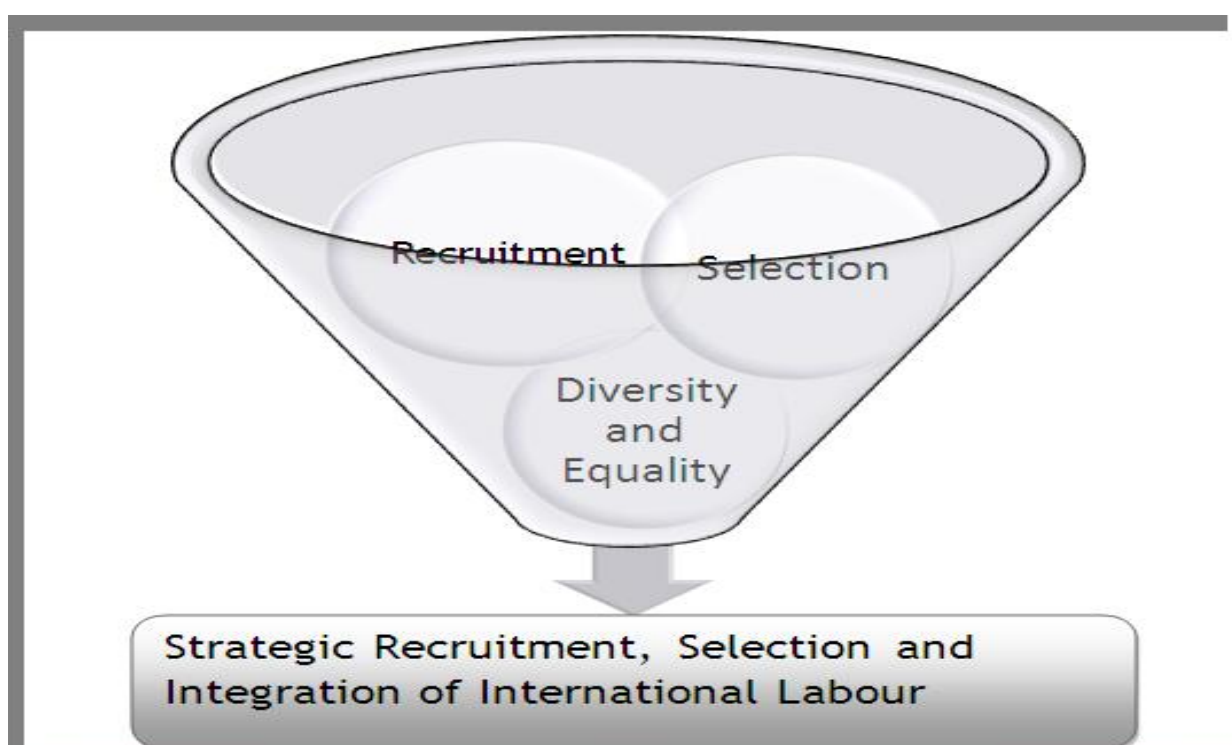 Recruitment
Selection
Diversity
and
Equality
Strategic Recruitment, Selection and
Integration of International Labour